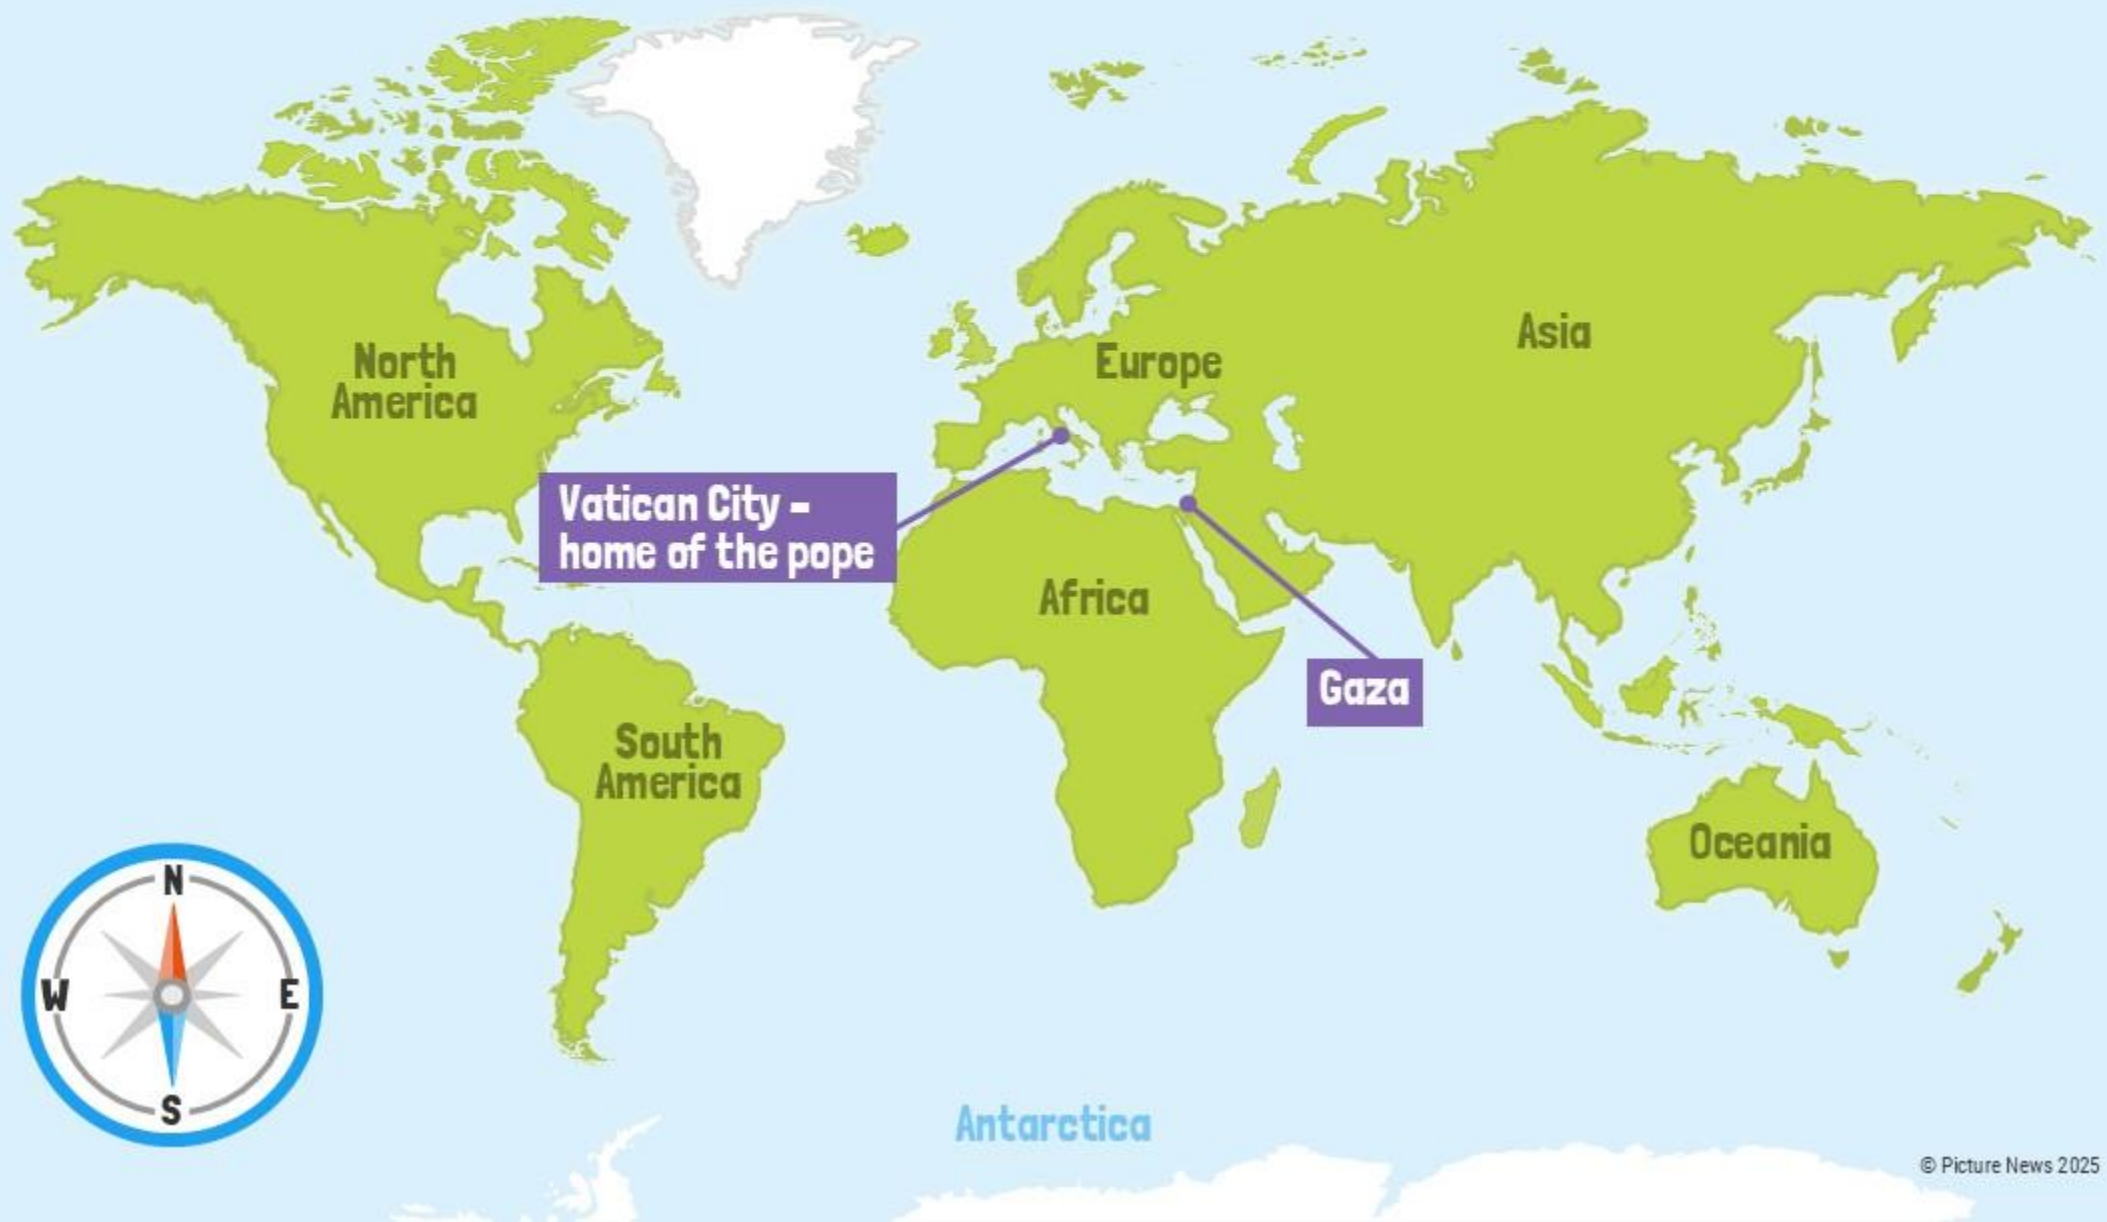 North
America
Europe
Asia
Vatican City -
home of the pope
Africa
Gaza
South
America
Oceania
N
W
E
S
Antarctica
© Picture News 2025